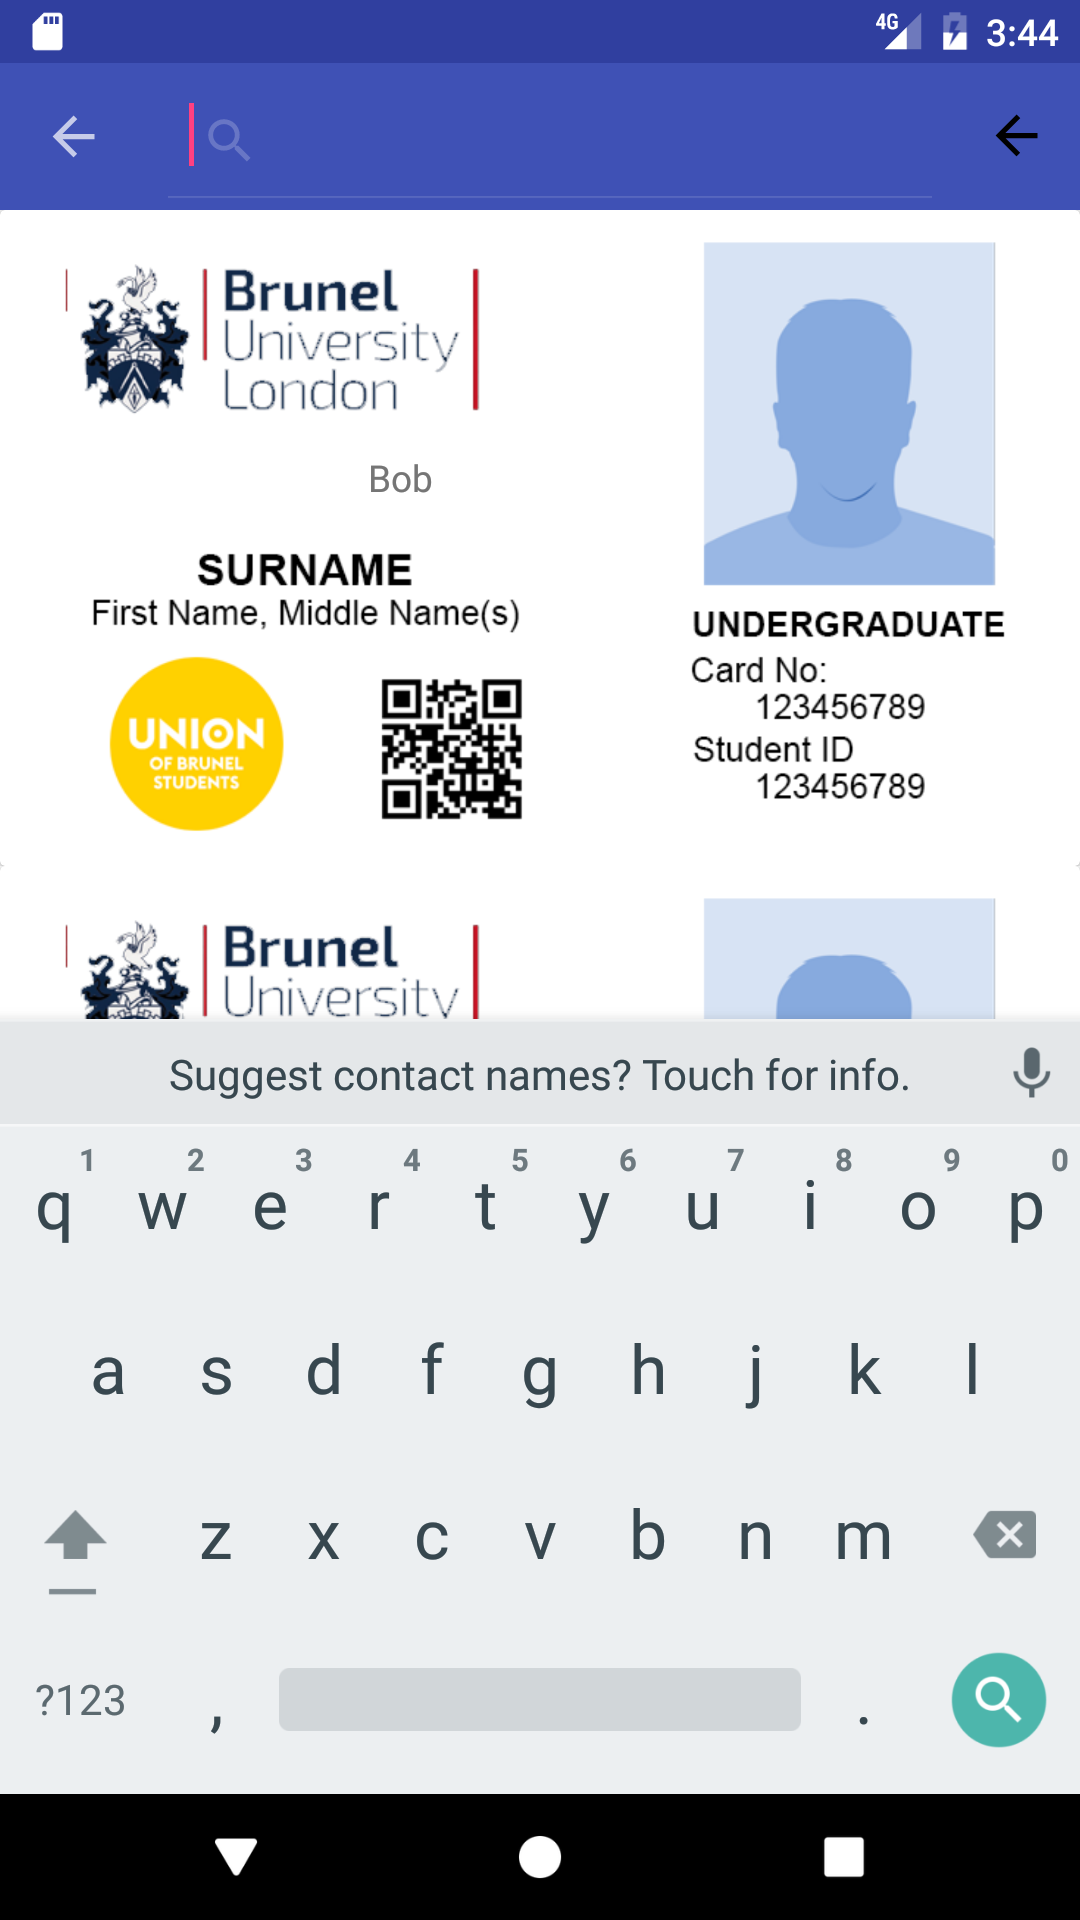 4G 3:44
Brunel
University
London
Bob
SURNAME
First Name, Middle Name(s)
UNION
OF BRUNEL
STUDENTS
UNDERGRADUATE
Card No:
123456789
Student ID
123456789
Brunel
University
Suggest contact names? Touch for info.
1 2 3 4 5 6 7 8 9 0
q w e r t y u i o p
a s d f g h j k l
z x c v b n m
?123 , .